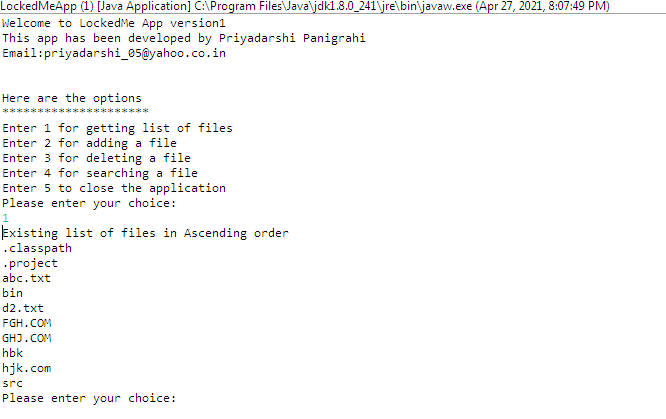 LockedMeApp (1) [Java Application] C:\Program Files\Java\jdk1.8.0_241\jre\bin\javaw.exe (Apr 27, 2021, 8:07:49 PM)
Welcome to LockedMe App version1
This app has been developed by Priyadarshi Panigrahi
Email:priyadarshi_05@yahoo.co.in
Here are the options
*********************
Enter 1 for getting list of files
Enter 2 for adding a file
Enter 3 for deleting a file
Enter 4 for searching a file
Enter 5 to close the application
Please enter your choice:
1
Existing list of files in Ascending order
.classpath
.project
abc.txt
bin
d2.txt
FGH.COM
GHJ.COM
hbk
hjk.com
src
Please enter your choice: